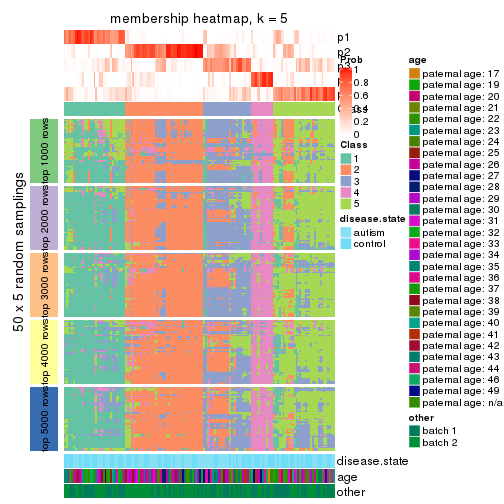 membership heatmap, k = 5
p1
p2
p3
Prob
1
0.8
0.6
0.4
0.2
0
Class
1
2
3
4
5
disease.state
autism
control
age
paternal age: 17
paternal age: 19
paternal age: 20
paternal age: 21
paternal age: 22
paternal age: 23
paternal age: 24
paternal age: 25
paternal age: 26
paternal age: 27
paternal age: 28
paternal age: 29
paternal age: 30
paternal age: 31
paternal age: 32
paternal age: 33
paternal age: 34
paternal age: 35
paternal age: 36
paternal age: 37
paternal age: 38
paternal age: 39
paternal age: 40
paternal age: 41
paternal age: 42
paternal age: 43
paternal age: 44
paternal age: 46
paternal age: 49
paternal age: n/a
other
batch 1
batch 2
50 x 5 random samplings
top 1000 rows
top 2000 rows
top 3000 rows
top 4000 rows
top 5000 rows
disease.state
age
other